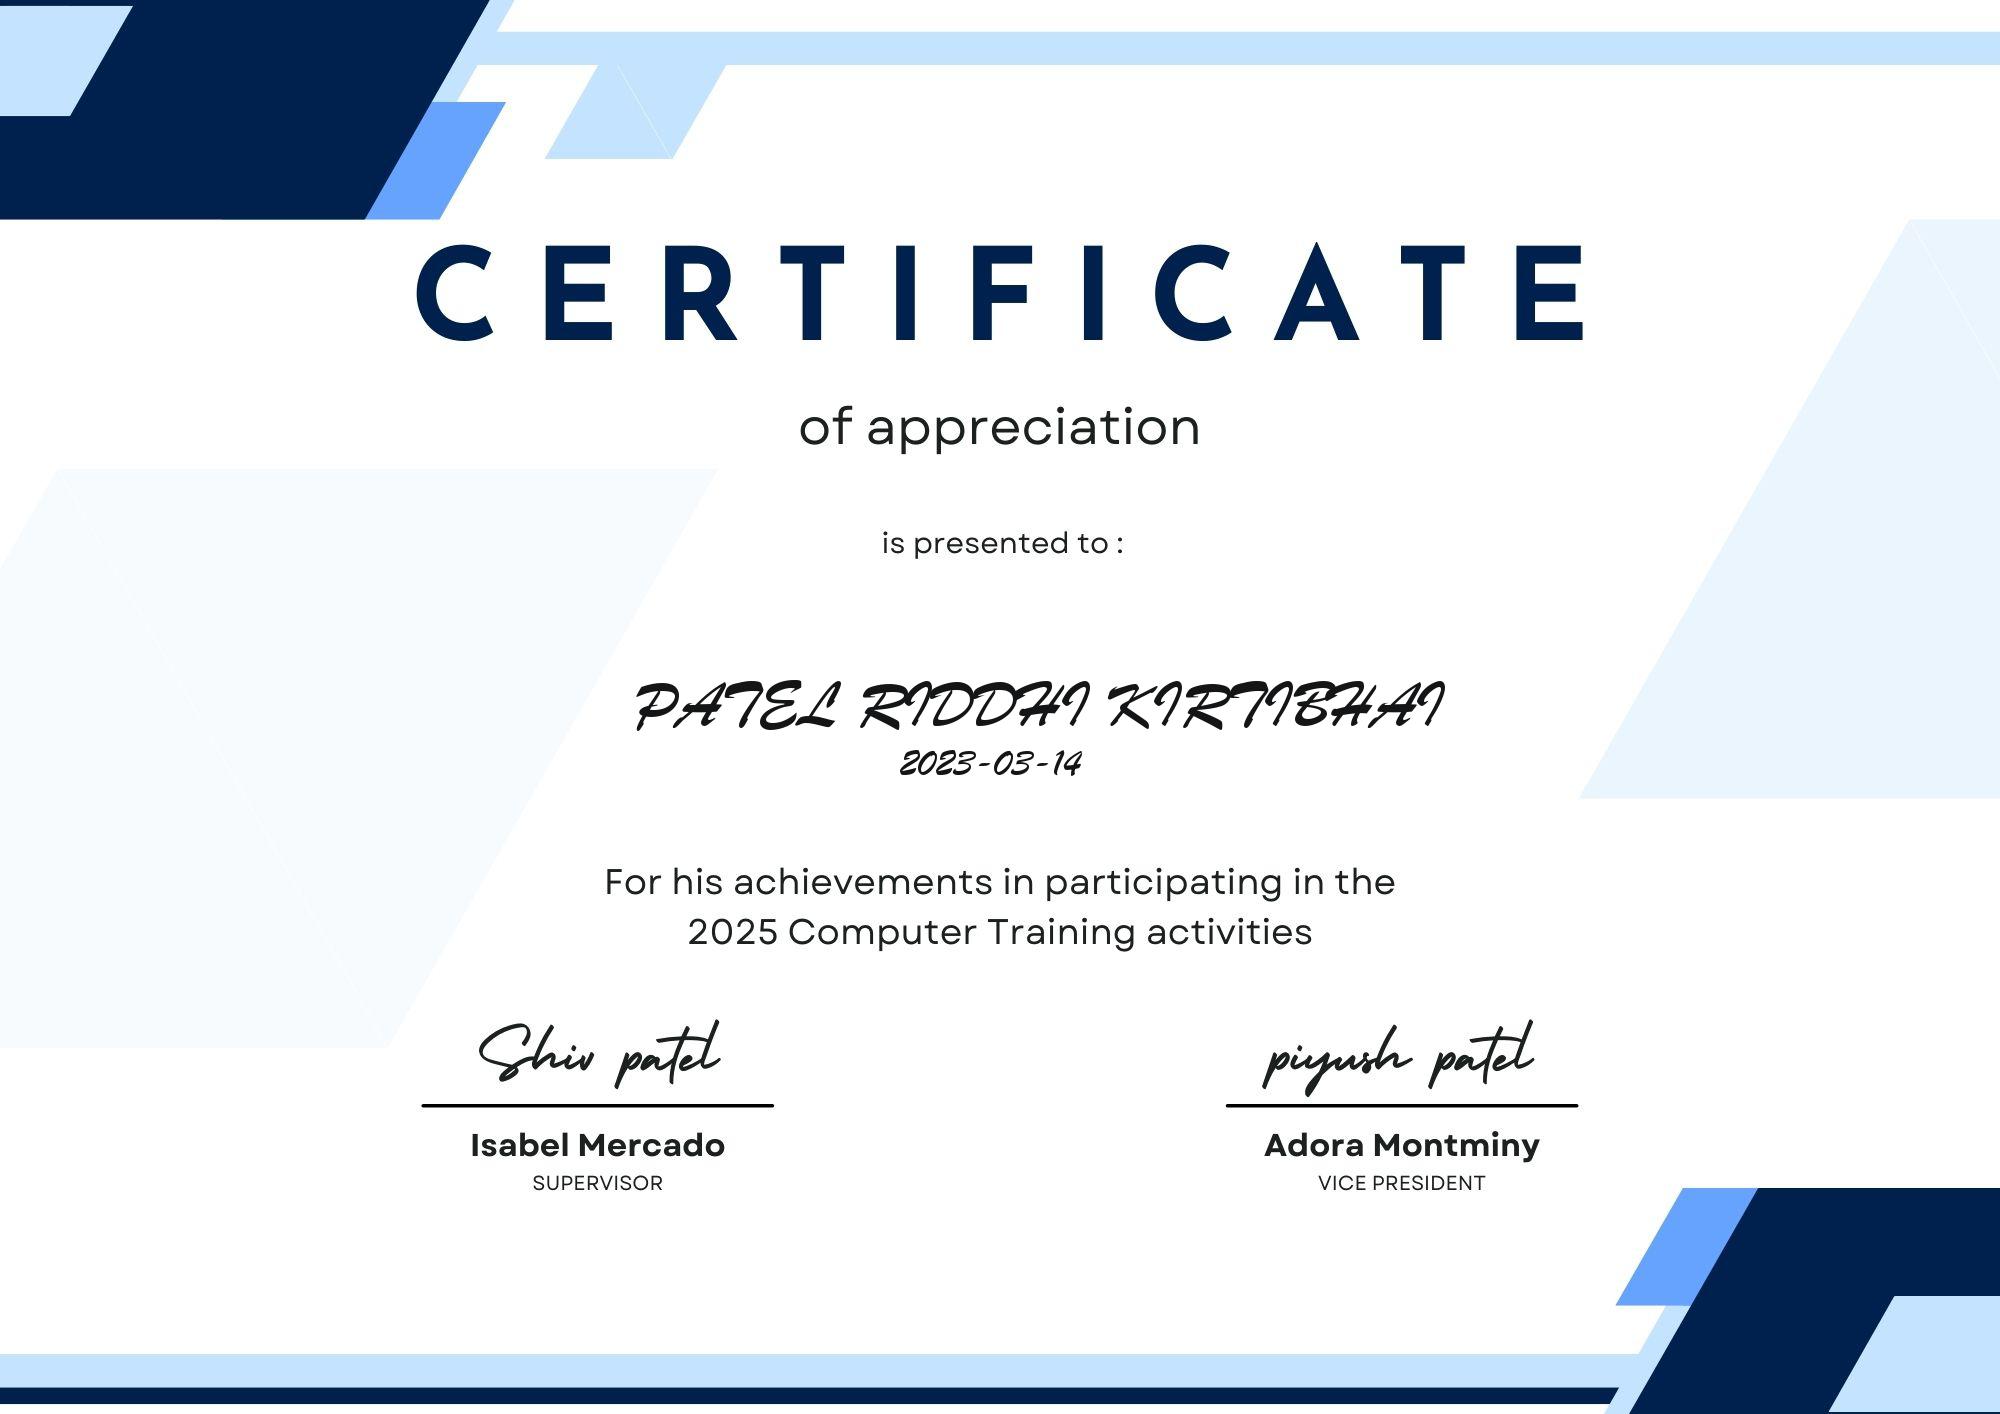 CERTIFICATE
of appreciation
is presented to :
PATEL RIDDHI KIRTIBHAI
2023-03-14
For his achievements in participating in the
2025 Computer Training activities
Shiv patel
piyush patel
Isabel Mercado
Adora Montminy
SUPERVISOR
VICE PRESIDENT